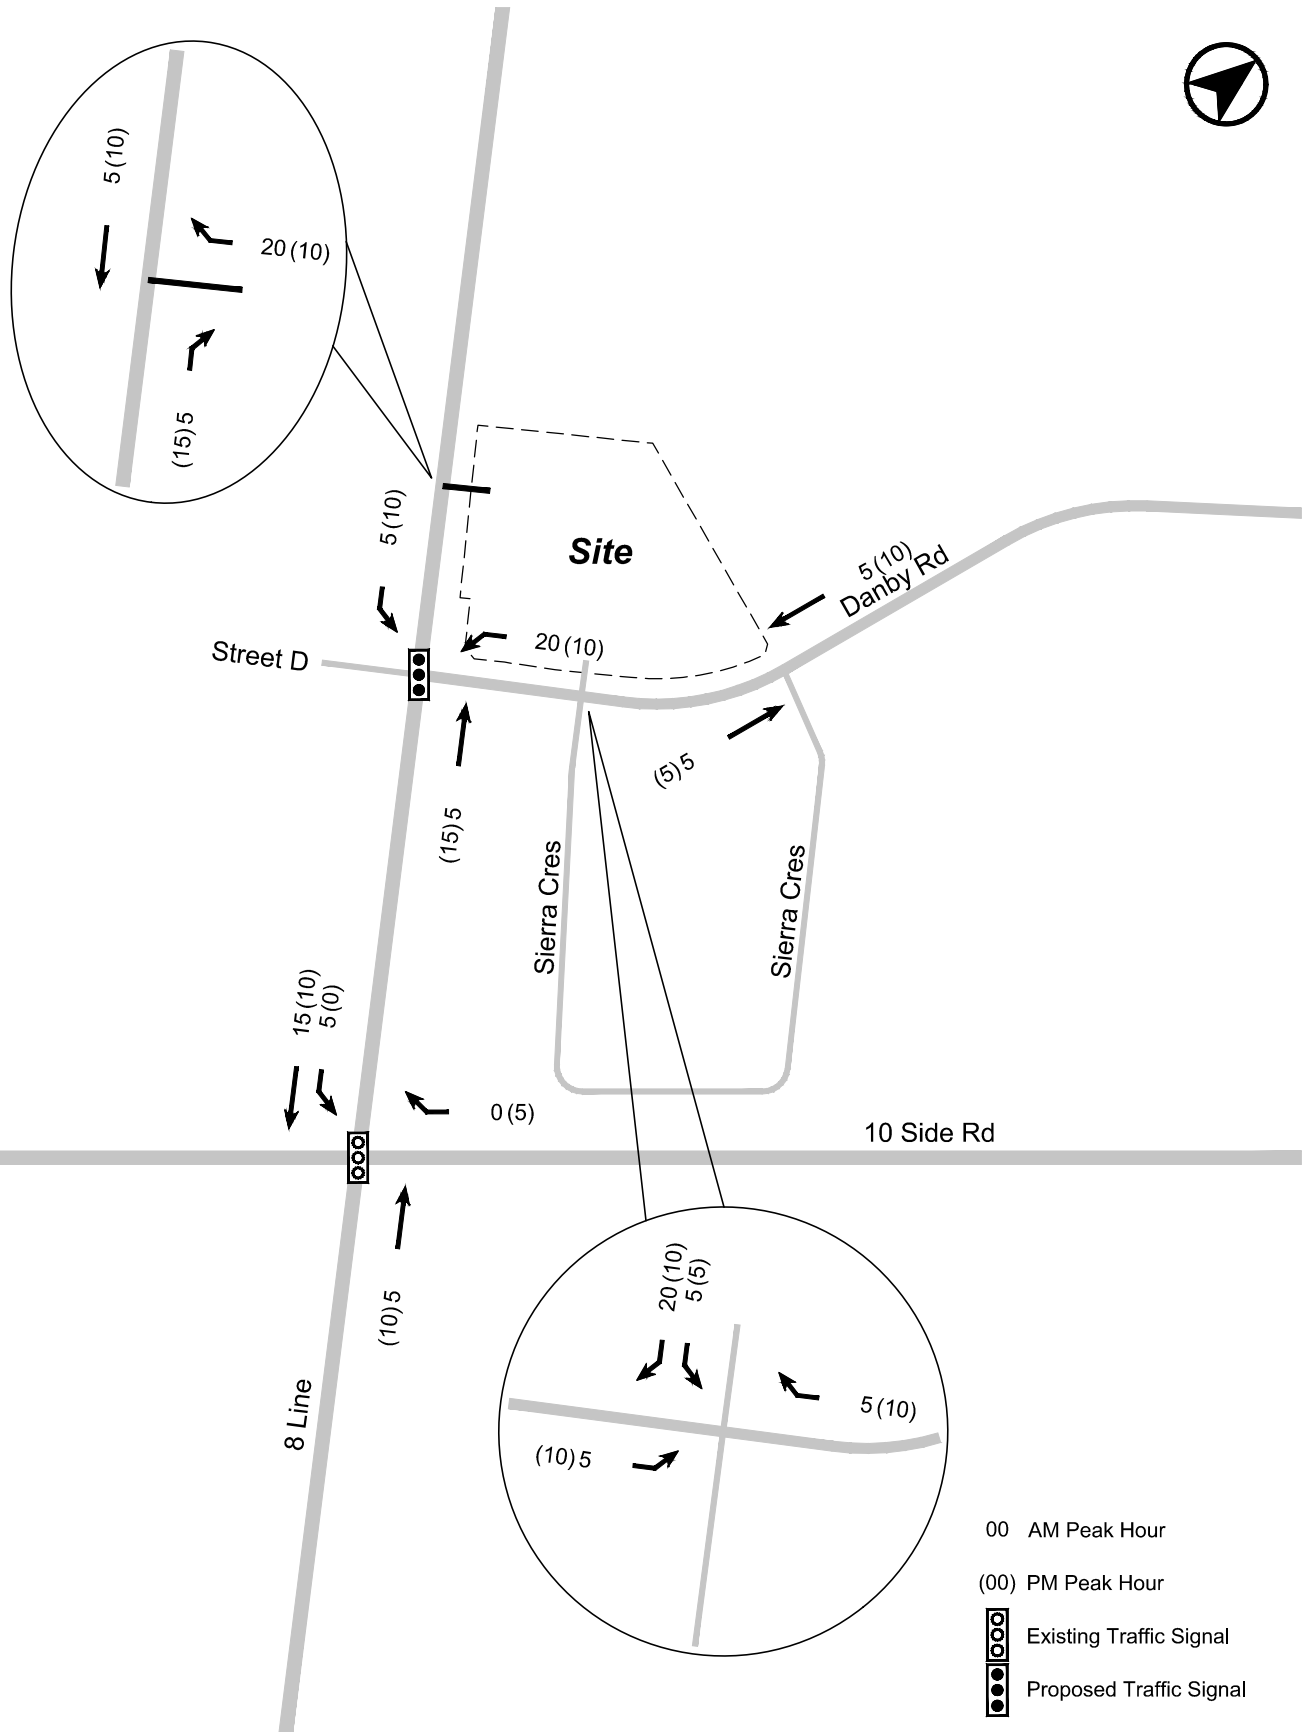 5 (10)
20 (10)
(15) 5
5 (10)
Site
5 (10)
Danby Rd
Street D
20 (10)
(5) 5
(15) 5
Sierra Cres
Sierra Cres
15 (10)
5 (0)
0 (5)
10 Side Rd
(10) 5
20 (10)
5 (5)
8 Line
5 (10)
(10) 5
00 AM Peak Hour
(00) PM Peak Hour
Existing Traffic Signal
Proposed Traffic Signal